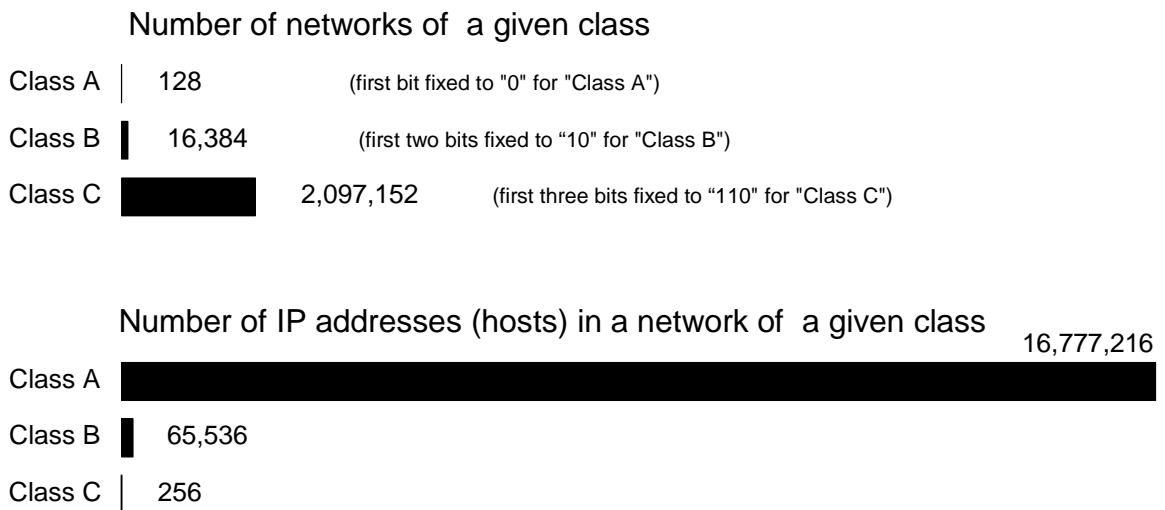 Number of networks of a given class
Class A 128 (first bit fixed to "0" for "Class A")
Class B 16,384 (first two bits fixed to “10" for "Class B")
Class C 2,097,152 (first three bits fixed to “110" for "Class C")
Number of IP addresses (hosts) in a network of a given class
16,777,216
Class A
Class B 65,536
Class C 256